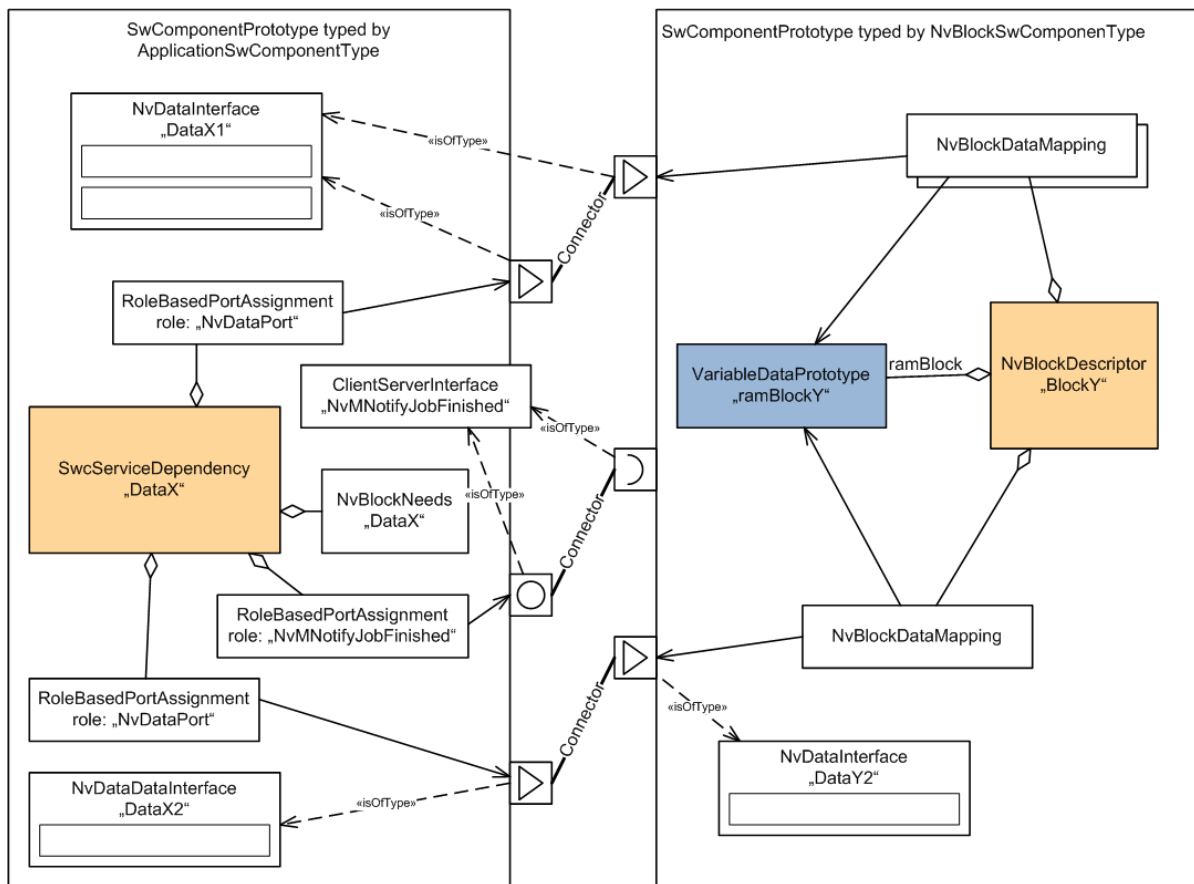 SwComponentPrototype typed by
ApplicationSwComponentType
SwComponentPrototype typed by NvBlockSwComponenType
NvDataInterface
„DataX1“
«isOfType»
«isOfType»
Connector
NvBlockDataMapping
RoleBasedPortAssignment
role: „NvDataPort“
ClientServerInterface
„NvMNotifyJobFinished“
«isOfType»
«isOfType»
VariableDataPrototype
„ramBlockY“
ramBlock
NvBlockDescriptor
„BlockY“
SwcServiceDependency
„DataX“
NvBlockNeeds
„DataX“
Connector
RoleBasedPortAssignment
role: „NvMNotifyJobFinished“
NvBlockDataMapping
RoleBasedPortAssignment
role: „NvDataPort“
Connector
«isOfType»
NvDataDataInterface
„DataX2“
«isOfType»
NvDataInterface
„DataY2“